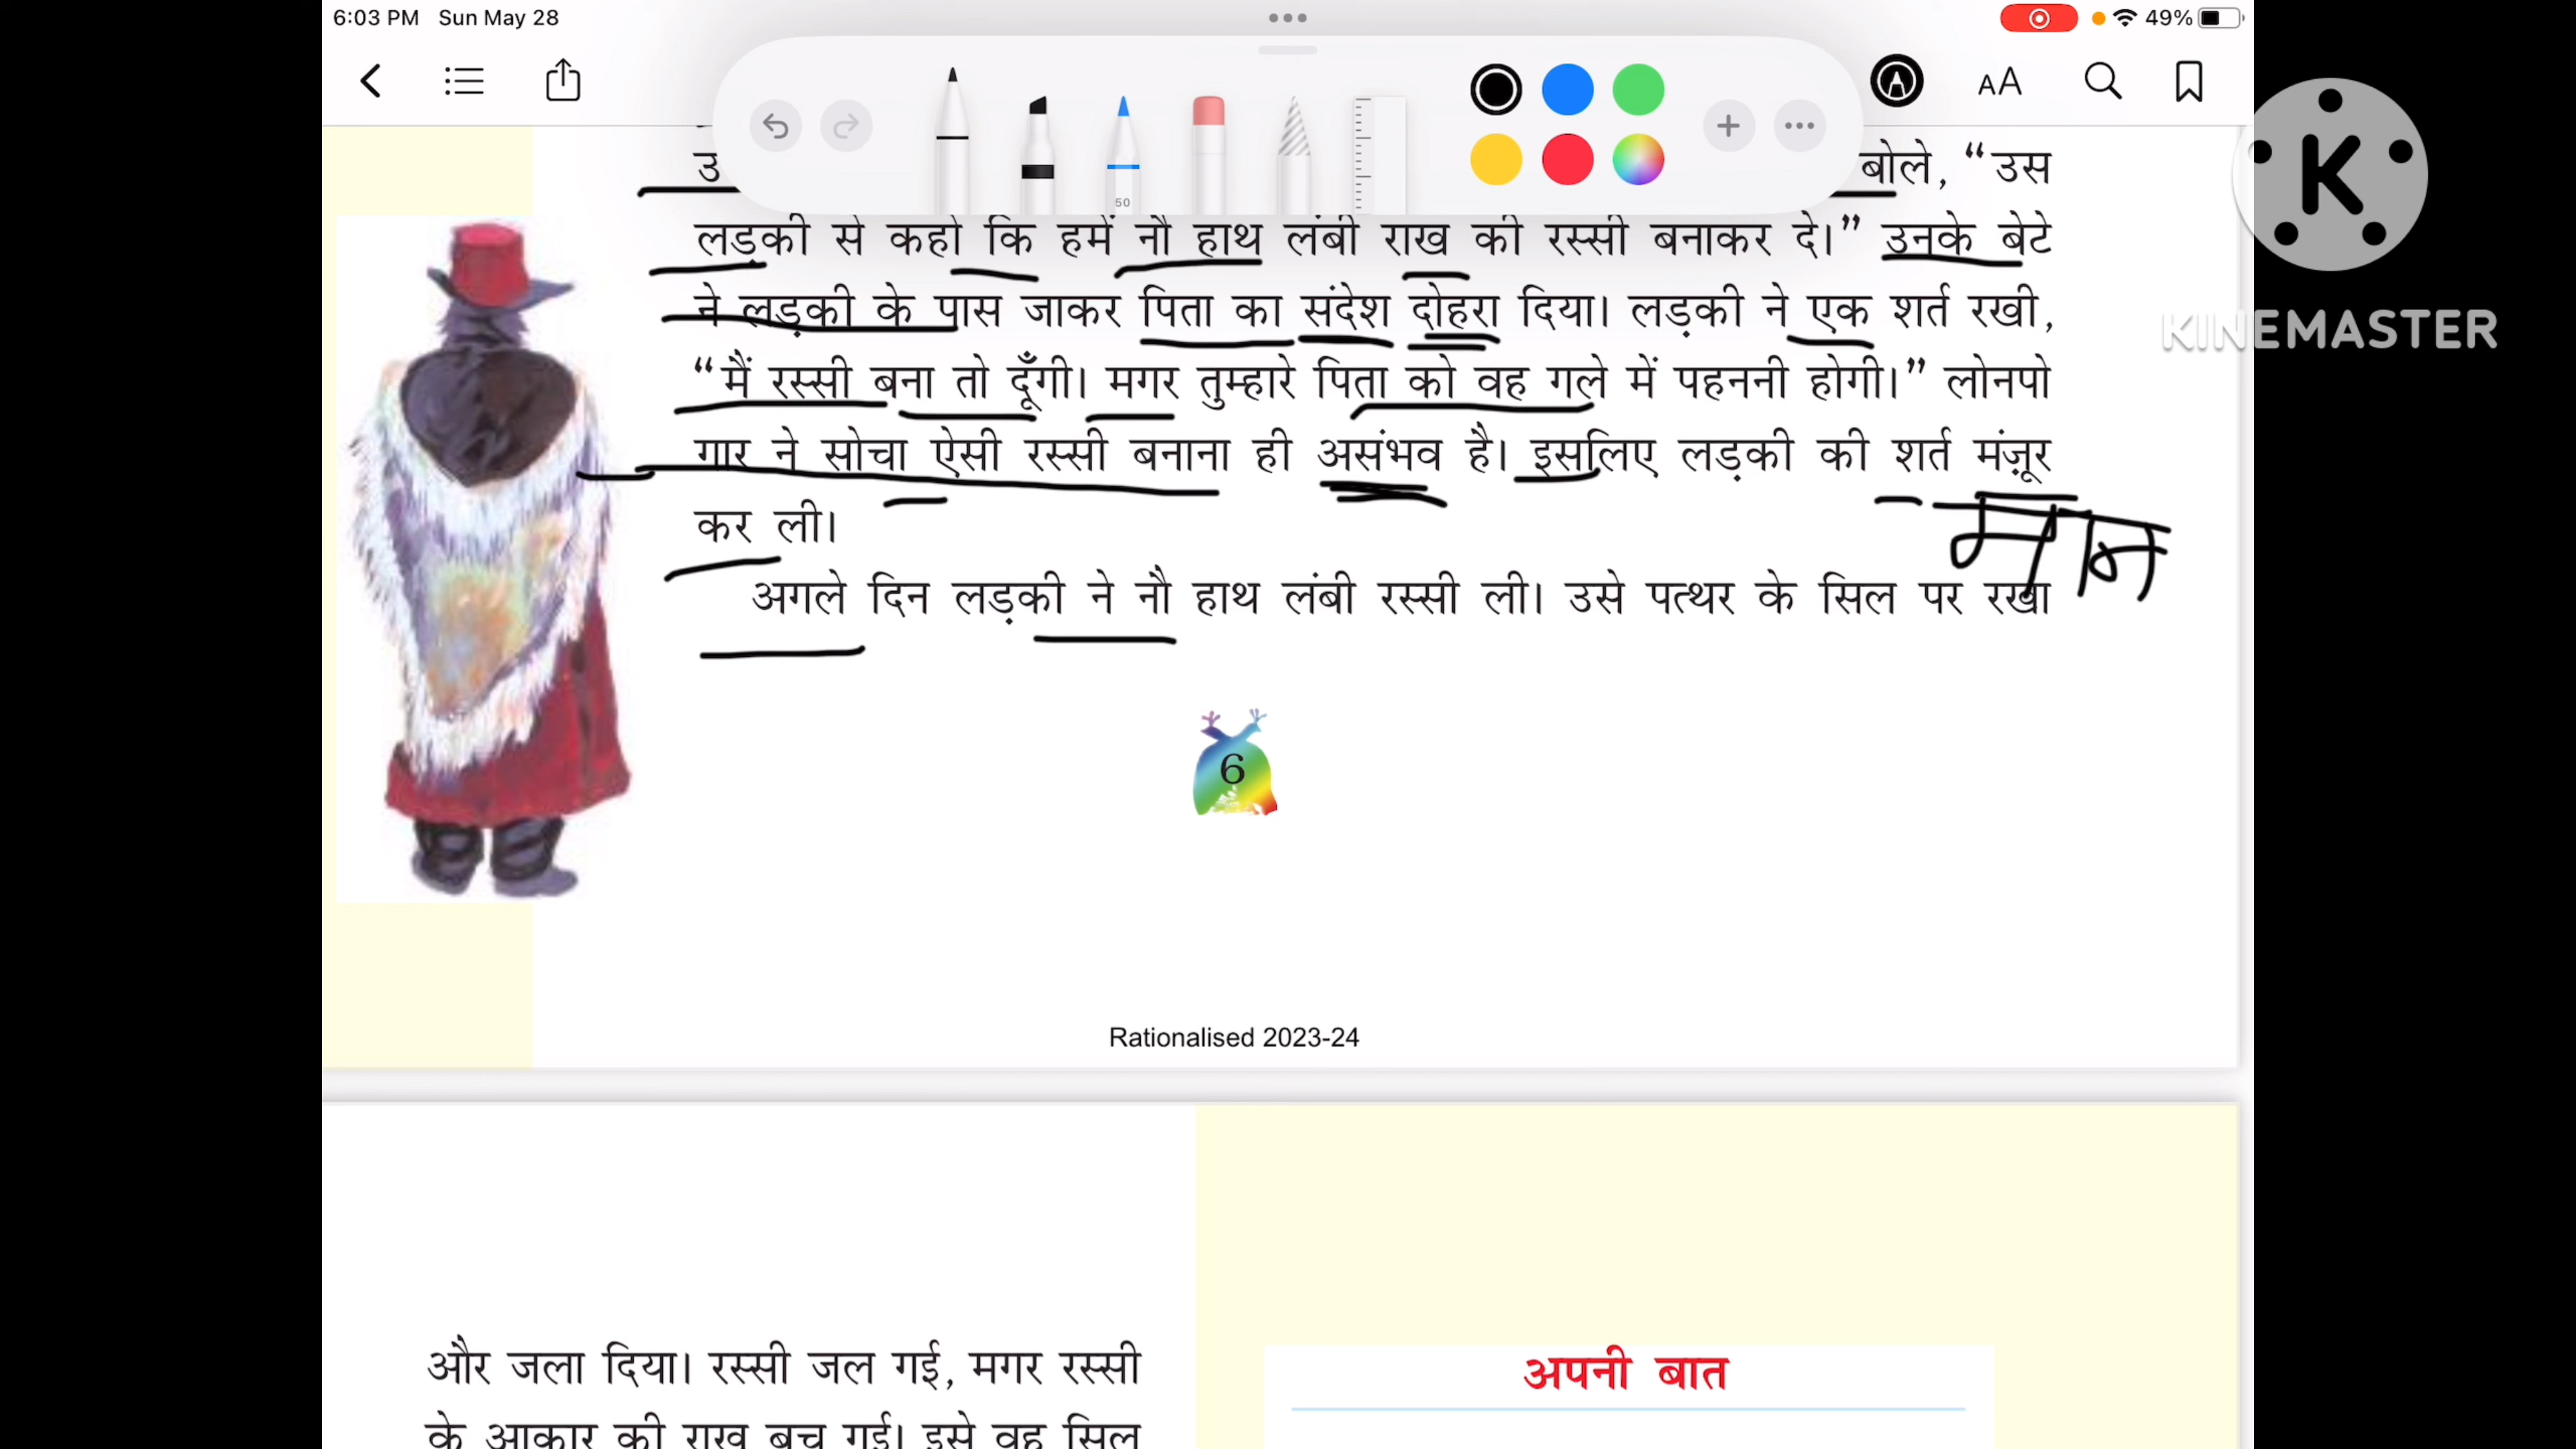 6:03 PM Sun May 28
49%
AA
50
K
KINEMASTER
उ
बोले, “उस
लड़की से कहो कि हमें नौ हाथ लंबी राख की रस्सी बनाकर दे।” उनके बेटे
ने लड़की के पास जाकर पिता का संदेश दोहरा दिया। लड़की ने एक शर्त रखी,
“मैं रस्सी बना तो दूँगी। मगर तुम्हारे पिता को वह गले में पहननी होगी।” लोनपो
गार ने सोचा ऐसी रस्सी बनाना ही असंभव है। इसलिए लड़की की शर्त मंज़ूर
कर ली।
अगले दिन लड़की ने नौ हाथ लंबी रस्सी ली। उसे पत्थर के सिल पर रखा
6
Rationalised 2023-24
और जला दिया। रस्सी जल गई, मगर रस्सी
के आकार की राख बच गई। इसे वह सिल
अपनी बात